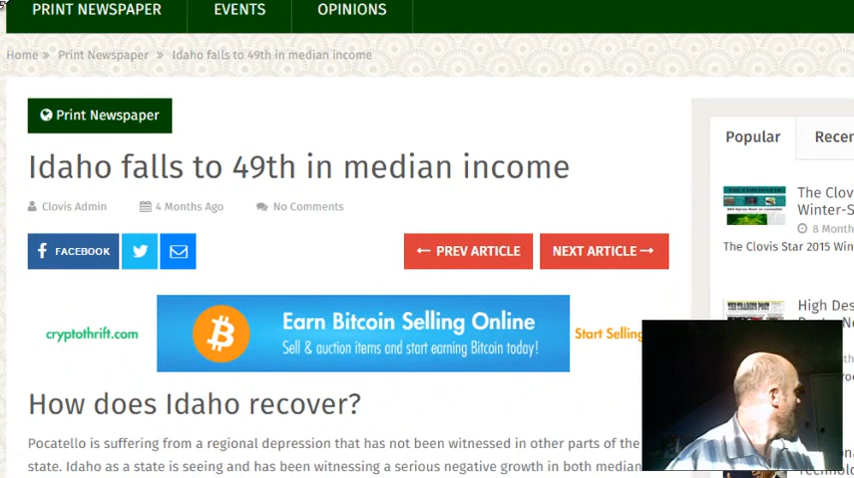 PRINT NEWSPAPER EVENTS OPINIONS
Home » Print Newspaper » Idaho falls to 49th in median income
Print Newspaper
Idaho falls to 49th in median income
Clovis Admin 4 Months Ago No Comments
FACEBOOK
← PREV ARTICLE NEXT ARTICLE →
cryptothrift.com
Earn Bitcoin Selling Online
Sell & auction items and start earning Bitcoin today!
Start Selling
How does Idaho recover?
Pocatello is suffering from a regional depression that has not been witnessed in other parts of the
state. Idaho as a state is seeing and has been witnessing a serious negative growth in both median
Popular Recen
The Clov
Winter-S
8 Month
The Clovis Star 2015 Win
High Des